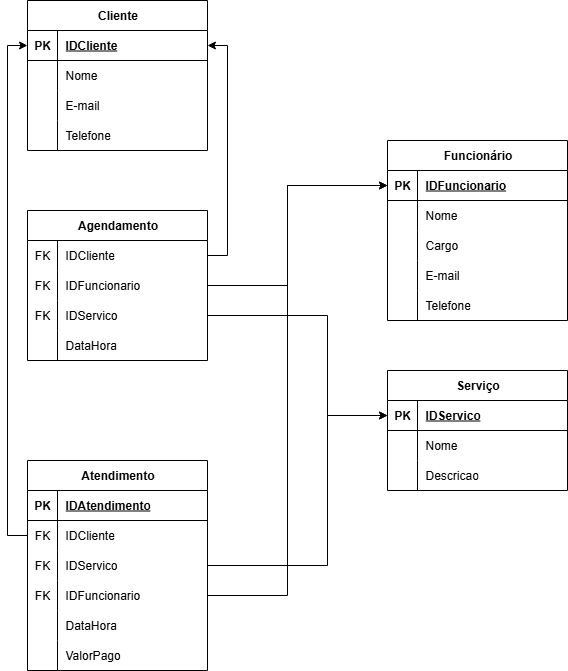 Cliente
PK IDCliente
Nome
E-mail
Telefone
Agendamento
FK IDCliente
FK IDFuncionario
FK IDServico
DataHora
Atendimento
PK IDAtendimento
FK IDCliente
FK IDServico
FK IDFuncionario
DataHora
ValorPago
Funcionário
PK IDFuncionario
Nome
Cargo
E-mail
Telefone
Serviço
PK IDServico
Nome
Descricao